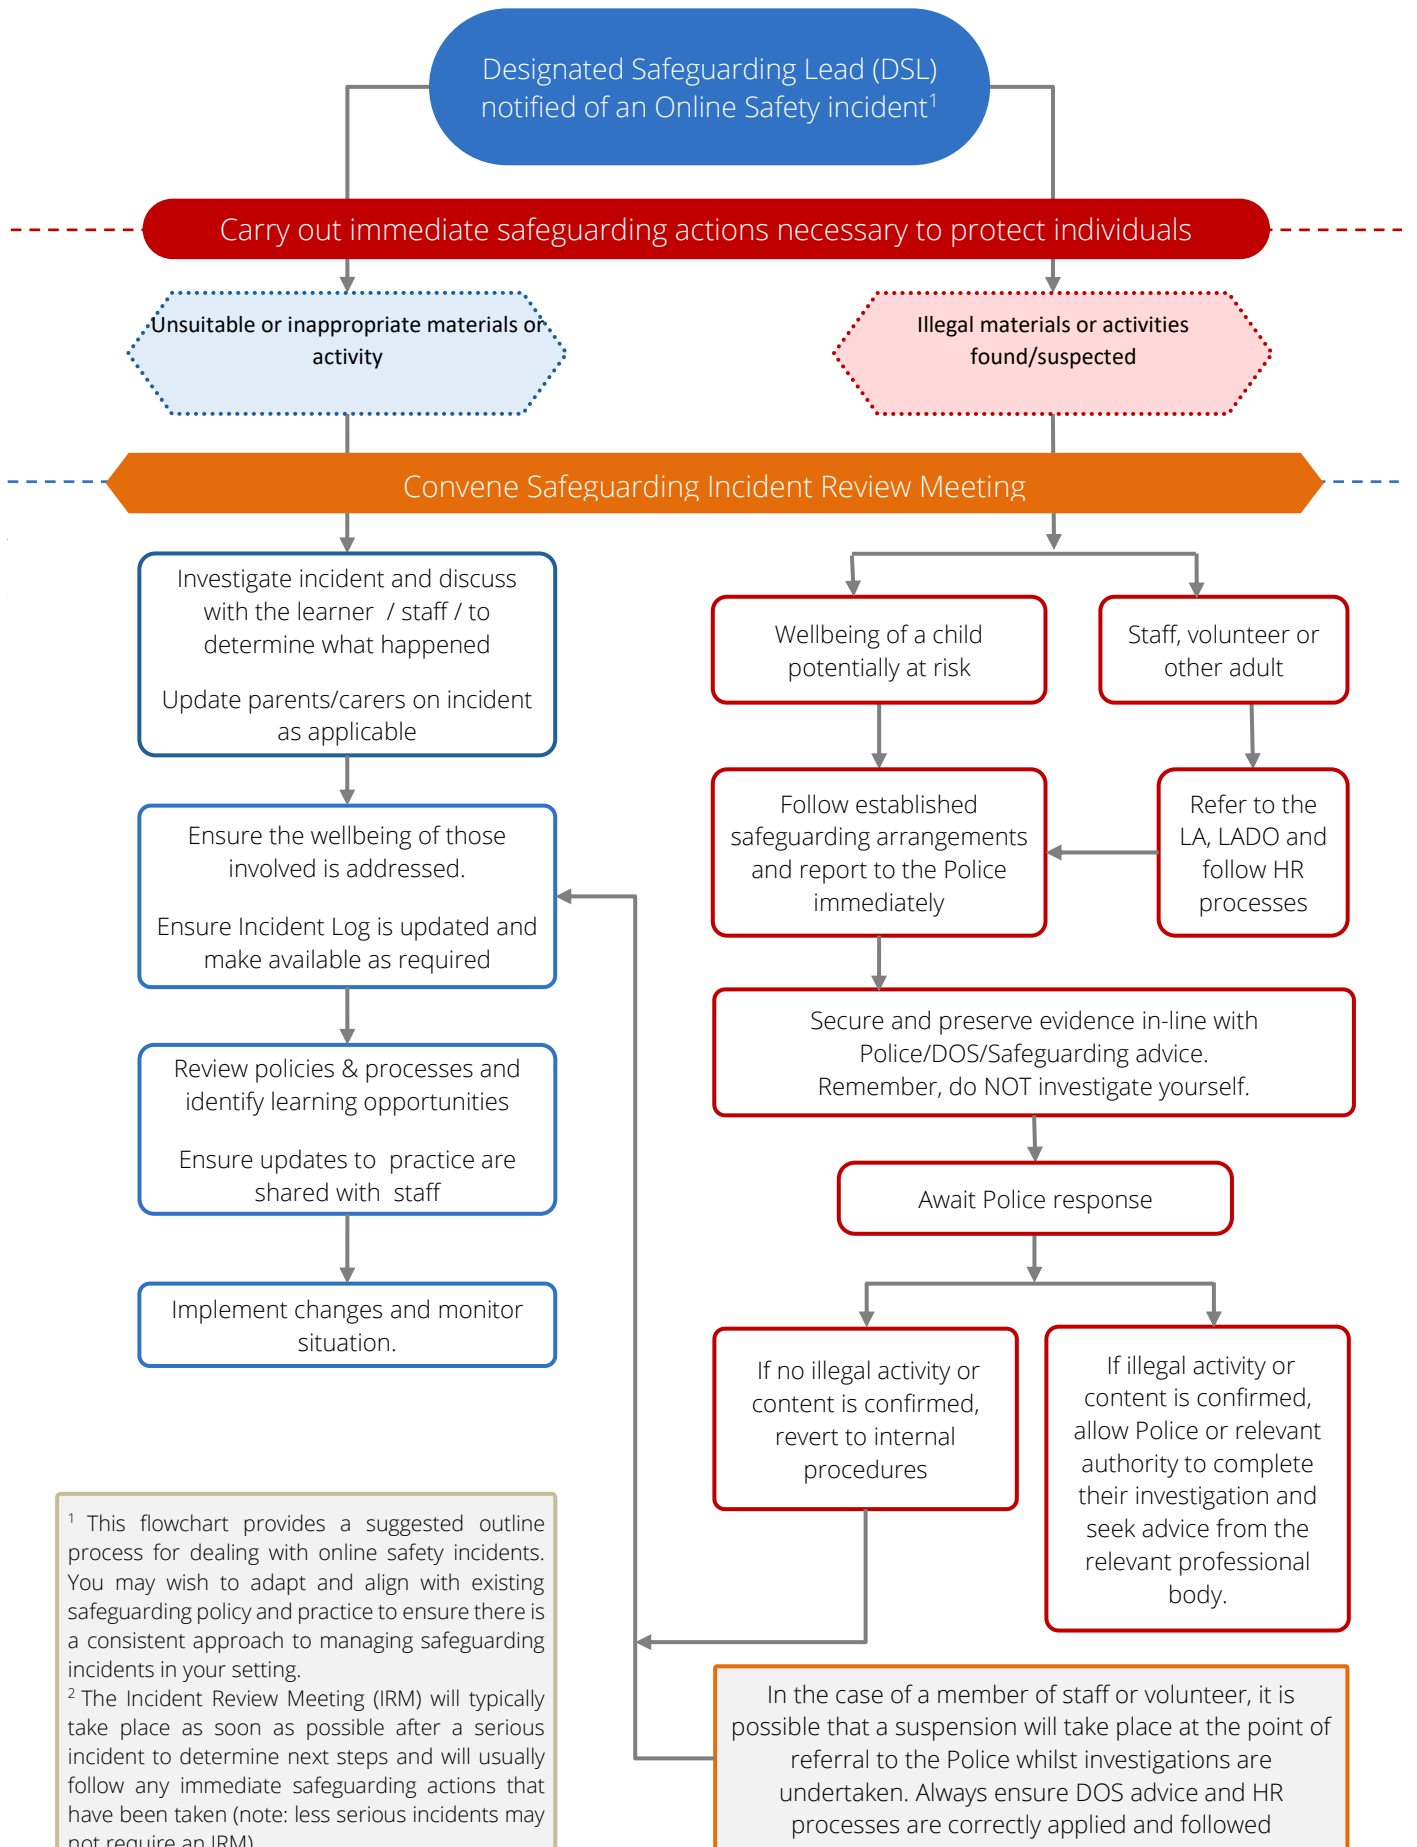 Designated Safeguarding Lead (DSL)
notified of an Online Safety incident¹
Carry out immediate safeguarding actions necessary to protect individuals
Unsuitable or inappropriate materials or
activity
Illegal materials or activities
found/suspected
Convene Safeguarding Incident Review Meeting
Investigate incident and discuss
with the learner / staff / to
determine what happened
Update parents/carers on incident
as applicable
Ensure the wellbeing of those
involved is addressed.
Ensure Incident Log is updated and
make available as required
Review policies & processes and
identify learning opportunities
Ensure updates to practice are
shared with staff
Implement changes and monitor
situation.
Wellbeing of a child
potentially at risk
Staff, volunteer or
other adult
Follow established
safeguarding arrangements
and report to the Police
immediately
Refer to the
LA, LADO and
follow HR
processes
Secure and preserve evidence in-line with
Police/DOS/Safeguarding advice.
Remember, do NOT investigate yourself.
Await Police response
If no illegal activity or
content is confirmed,
revert to internal
procedures
If illegal activity or
content is confirmed,
allow Police or relevant
authority to complete
their investigation and
seek advice from the
relevant professional
body.
¹ This flowchart provides a suggested outline
process for dealing with online safety incidents.
You may wish to adapt and align with existing
safeguarding policy and practice to ensure there is
a consistent approach to managing safeguarding
incidents in your setting.
² The Incident Review Meeting (IRM) will typically
take place as soon as possible after a serious
incident to determine next steps and will usually
follow any immediate safeguarding actions that
have been taken (note: less serious incidents may
not require an IRM)
In the case of a member of staff or volunteer, it is
possible that a suspension will take place at the point of
referral to the Police whilst investigations are
undertaken. Always ensure DOS advice and HR
processes are correctly applied and followed